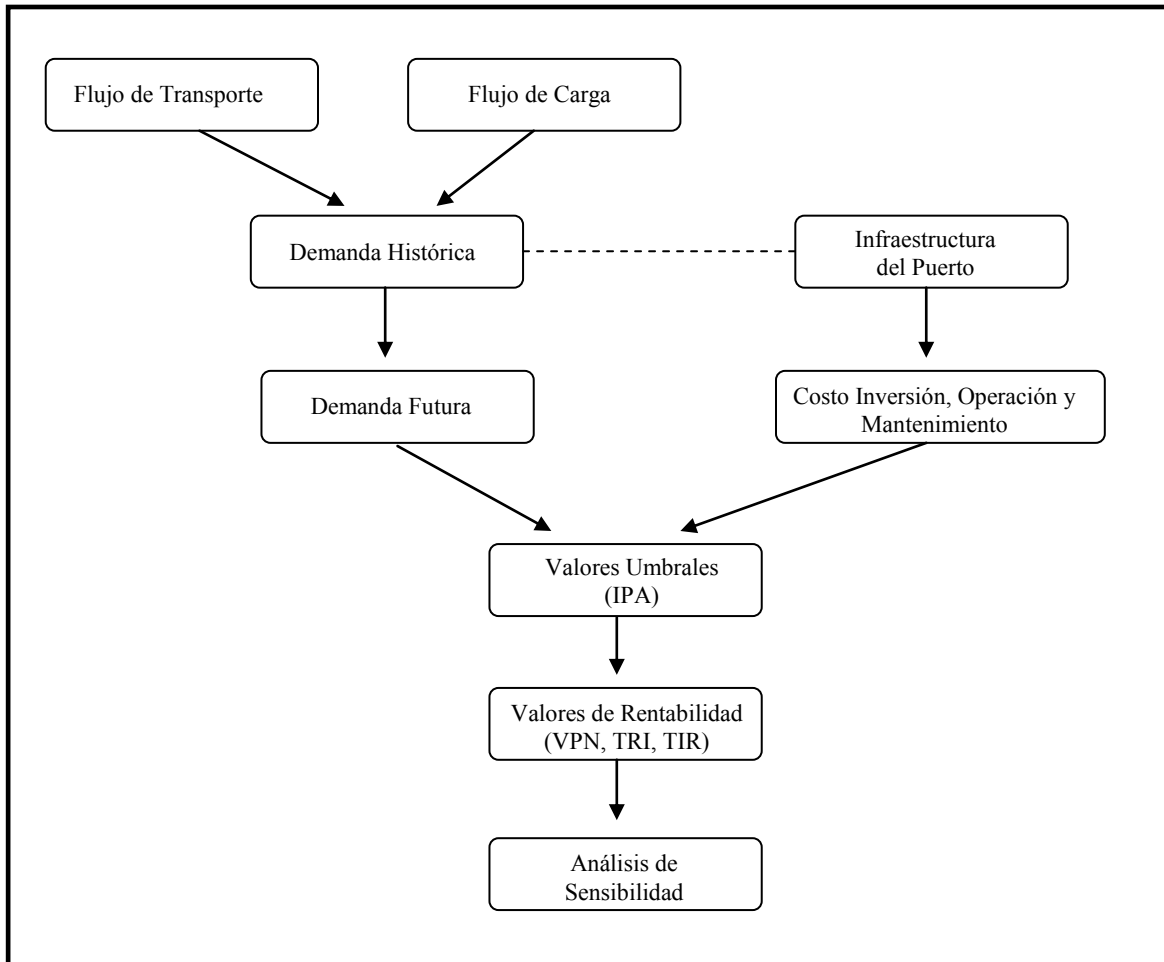 Flujo de Transporte
Flujo de Carga
Demanda Histórica
Infraestructura
del Puerto
Demanda Futura
Costo Inversión, Operación y
Mantenimiento
Valores Umbrales
(IPA)
Valores de Rentabilidad
(VPN, TRI, TIR)
Análisis de
Sensibilidad